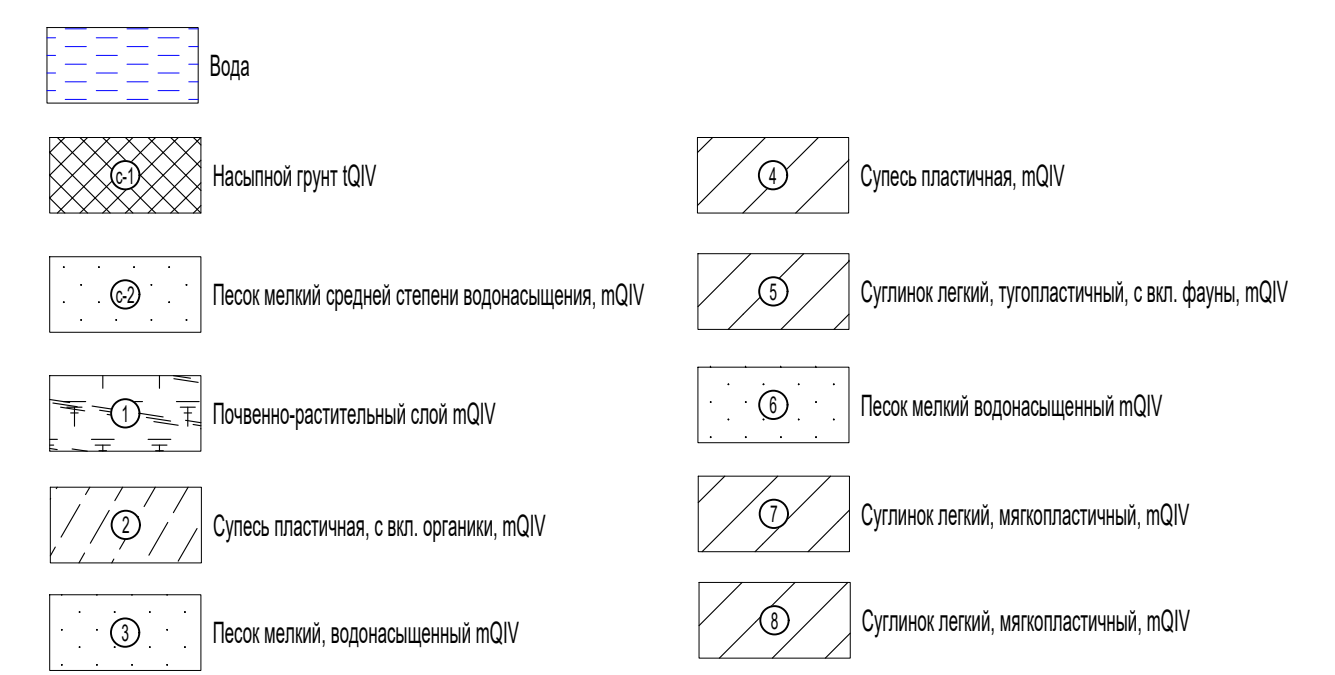 Вода
с-1 Насыпной грунт tQIV
с-2 Песок мелкий средней степени водонасыщения, mQIV
1 Почвенно-растительный слой mQIV
2 Супесь пластичная, с вкл. органики, mQIV
3 Песок мелкий, водонасыщенный mQIV
4 Супесь пластичная, mQIV
5 Суглинок легкий, тугопластичный, с вкл. фауны, mQIV
6 Песок мелкий водонасыщенный mQIV
7 Суглинок легкий, мягкопластичный, mQIV
8 Суглинок легкий, мягкопластичный, mQIV